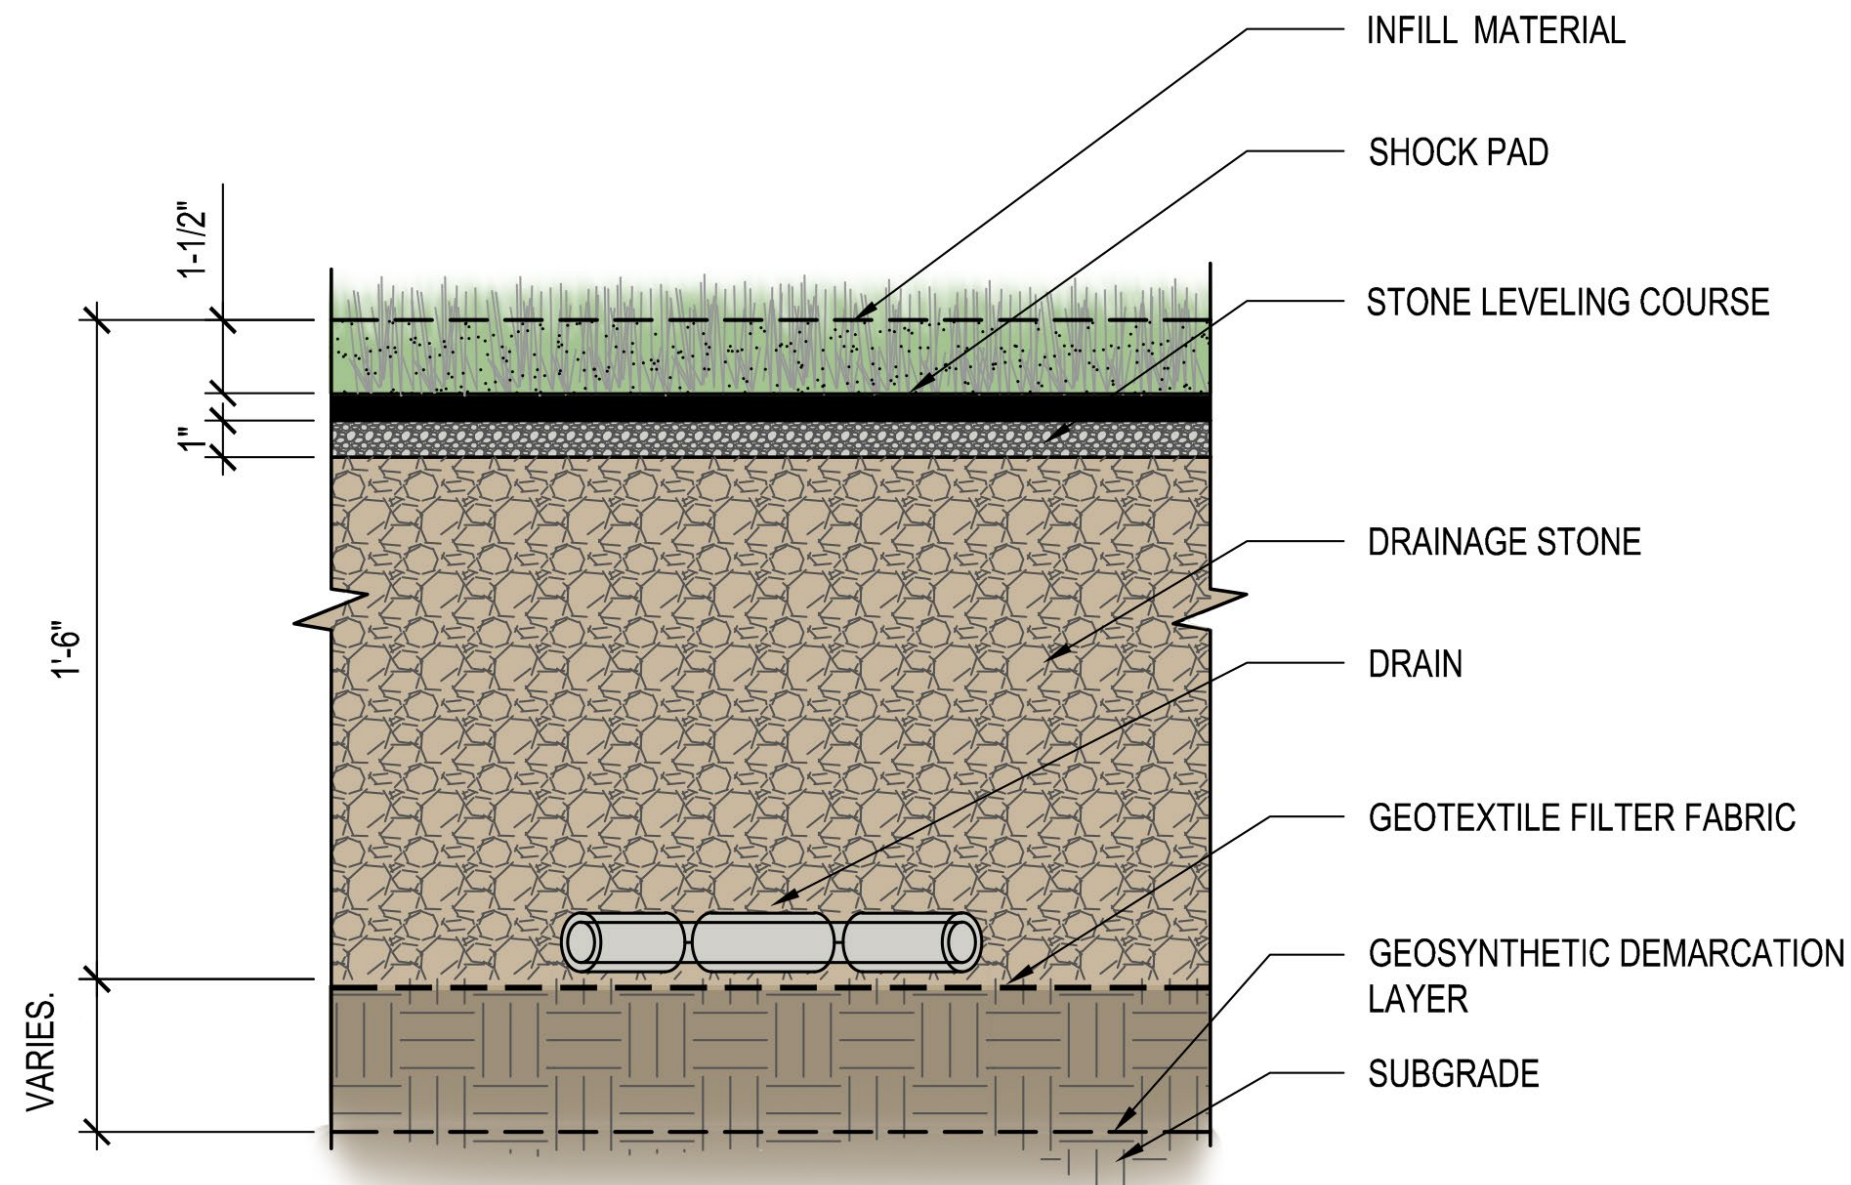 INFILL MATERIAL
SHOCK PAD
1-1/2"
STONE LEVELING COURSE
1"
DRAINAGE STONE
1'-6"
DRAIN
GEOTEXTILE FILTER FABRIC
GEOSYNTHETIC DEMARCATION
LAYER
VARIES.
SUBGRADE